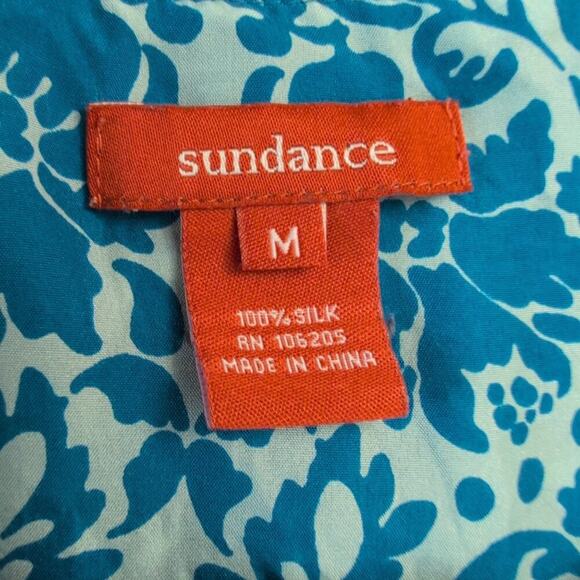 sundance
M
100% SILK
RN 106205
MADE IN CHINA